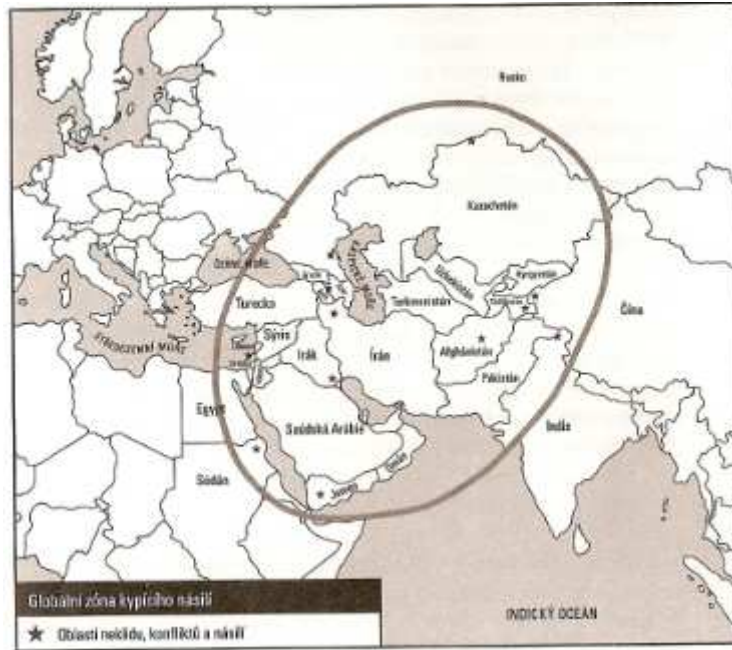 Rusko
Kazachstán
ČERNÉ MOŘE
KASPICKÉ MOŘE
Uzbekistán
Kyrgyzstán
Turecko
Turkmenistán
Tádžikistán
Čína
STŘEDOZEMNÍ MOŘE
Sýrie
Irák
Írán
Afghánistán
Pákistán
Egypt
Saúdská Arábie
Indie
Omán
Súdán
Jemen
Globální zóna kypícího násilí
★ Oblasti neklidu, konfliktů a násilí
INDICKÝ OCEÁN